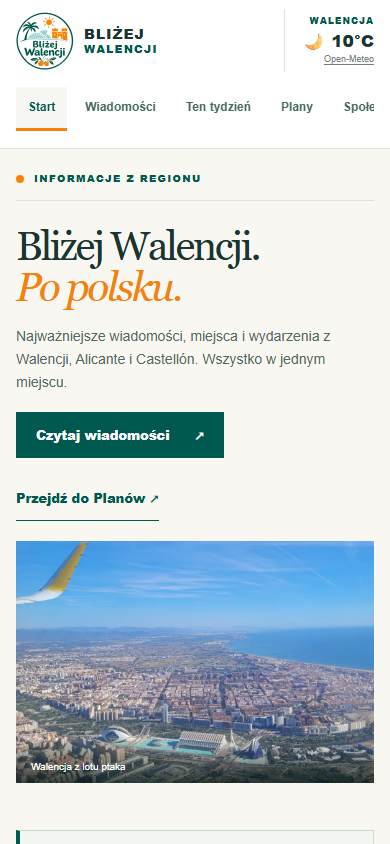 Bliżej
Walencji
BLIŻEJ
WALENCJI
WALENCJA
10°C
Open-Meteo
Start
Wiadomości
Ten tydzień
Plany
Społe
INFORMACJE Z REGIONU
Bliżej Walencji.
Po polsku.
Najważniejsze wiadomości, miejsca i wydarzenia z
Walencji, Alicante i Castellón. Wszystko w jednym
miejscu.
Czytaj wiadomości ↗
Przejdź do Planów ↗
Walencja z lotu ptaka